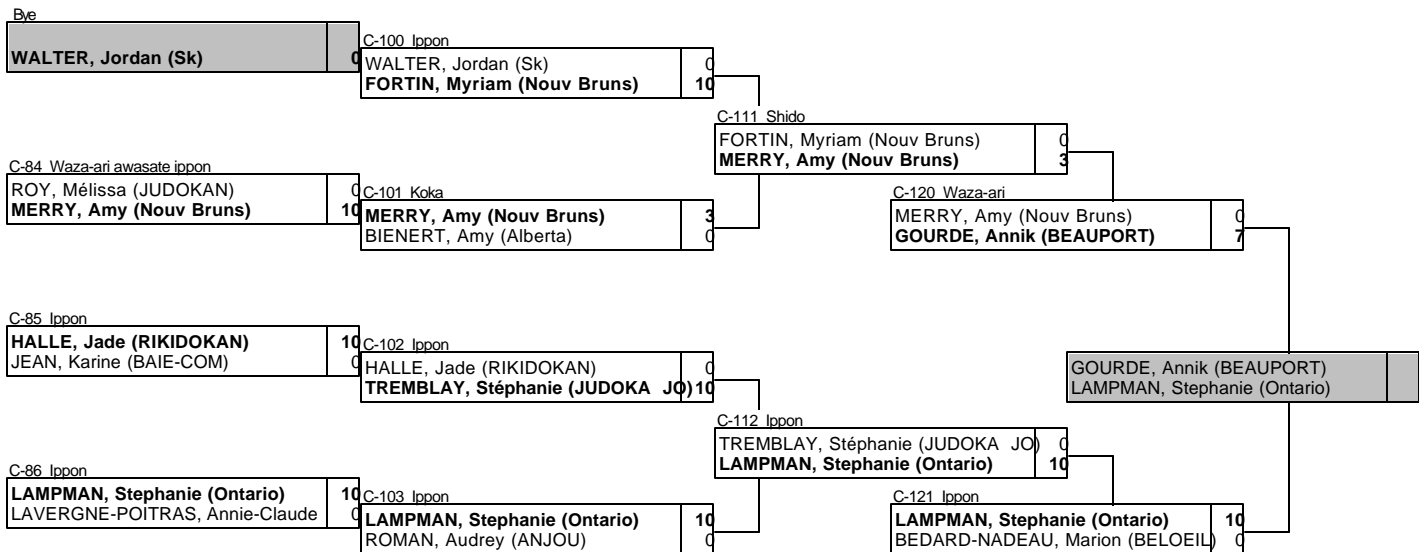 Bye
WALTER, Jordan (Sk) 0
C-100 Ippon
WALTER, Jordan (Sk) 0
FORTIN, Myriam (Nouv Bruns) 10
C-111 Shido
FORTIN, Myriam (Nouv Bruns) 0
MERRY, Amy (Nouv Bruns) 3
C-84 Waza-ari awasate ippon
ROY, Mélissa (JUDOKAN) 0
MERRY, Amy (Nouv Bruns) 10
C-101 Koka
MERRY, Amy (Nouv Bruns) 3
BIENERT, Amy (Alberta) 0
C-120 Waza-ari
MERRY, Amy (Nouv Bruns) 0
GOURDE, Annik (BEAUPORT) 7
C-85 Ippon
HALLE, Jade (RIKIDOKAN) 10
JEAN, Karine (BAIE-COM) 0
C-102 Ippon
HALLE, Jade (RIKIDOKAN) 0
TREMBLAY, Stéphanie (JUDOKA JO) 10
GOURDE, Annik (BEAUPORT)
LAMPMAN, Stephanie (Ontario)
C-112 Ippon
TREMBLAY, Stéphanie (JUDOKA JO) 0
LAMPMAN, Stephanie (Ontario) 10
C-86 Ippon
LAMPMAN, Stephanie (Ontario) 10
LAVERGNE-POITRAS, Annie-Claude 0
C-103 Ippon
LAMPMAN, Stephanie (Ontario) 10
ROMAN, Audrey (ANJOU) 0
C-121 Ippon
LAMPMAN, Stephanie (Ontario) 10
BEDARD-NADEAU, Marion (BELOEIL) 0